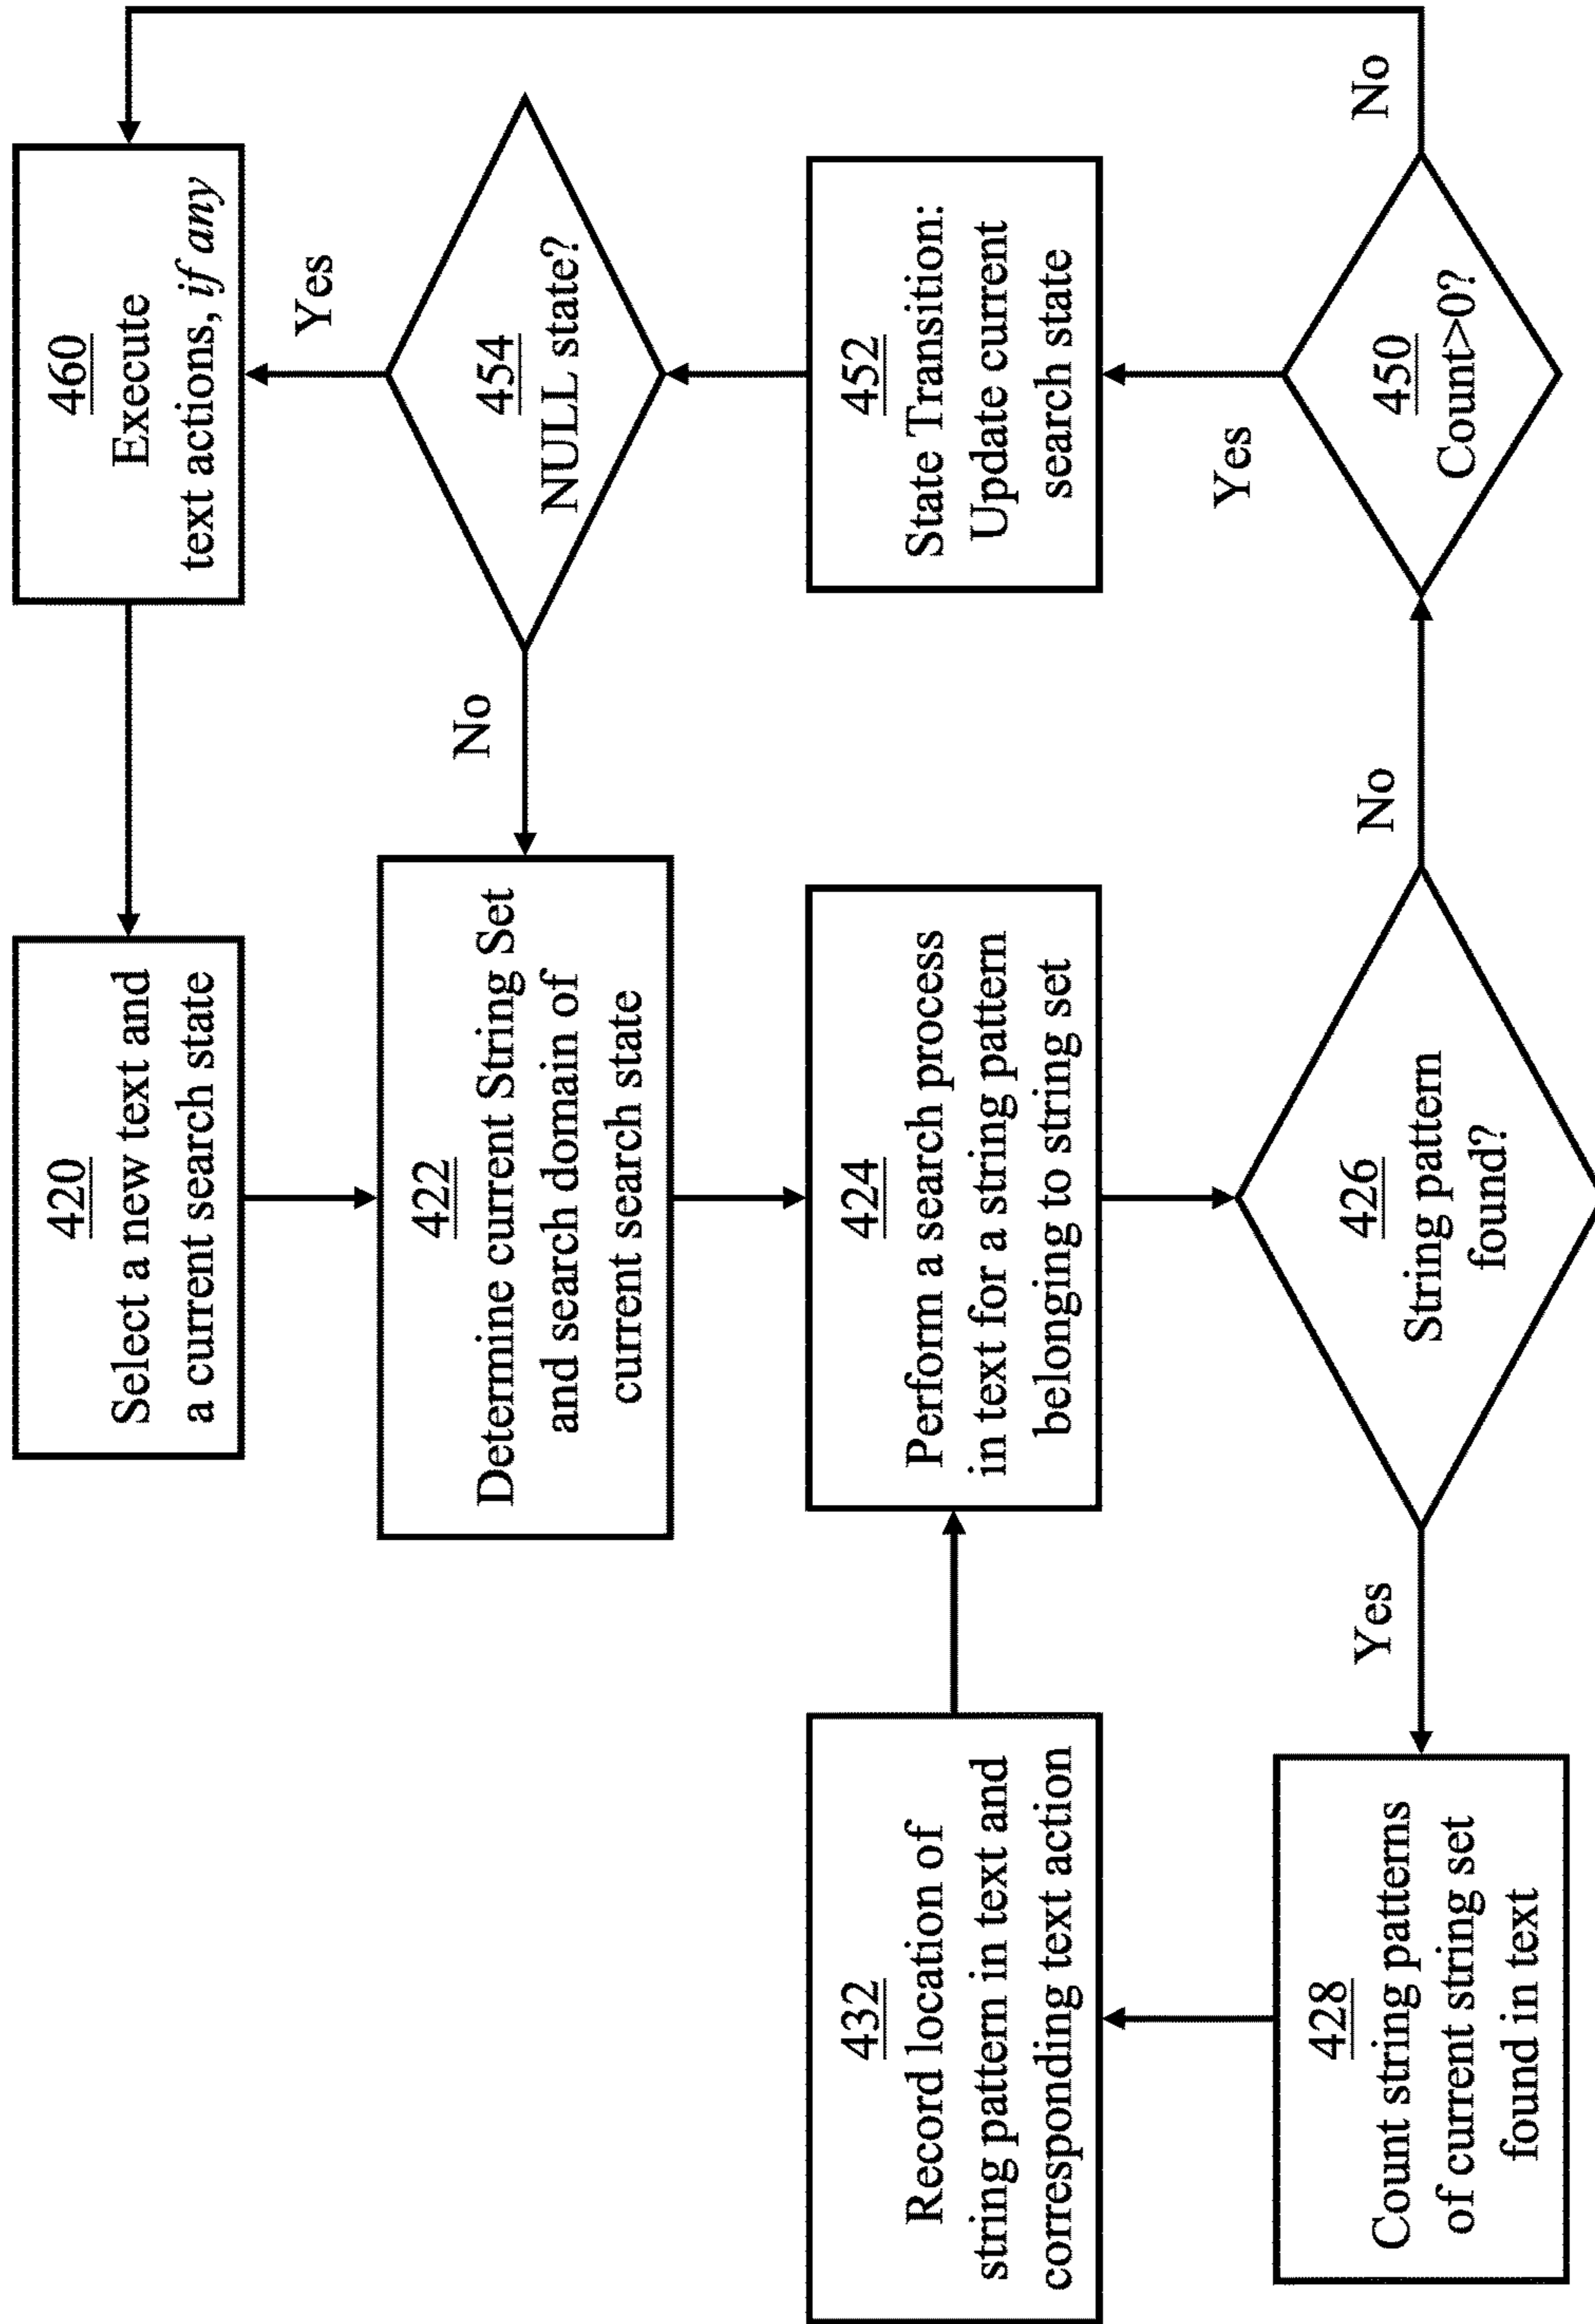 420
Select a new text and
a current search state
460
Execute
text actions, if any
422
Determine current String Set
and search domain of
current search state
No
454
NULL state?
Yes
432
Record location of
string pattern in text and
corresponding text action
424
Perform a search process
in text for a string pattern
belonging to string set
452
State Transition:
Update current
search state
428
Count string patterns
of current string set
found in text
Yes
426
String pattern
found?
No
450
Count>0?
Yes
No